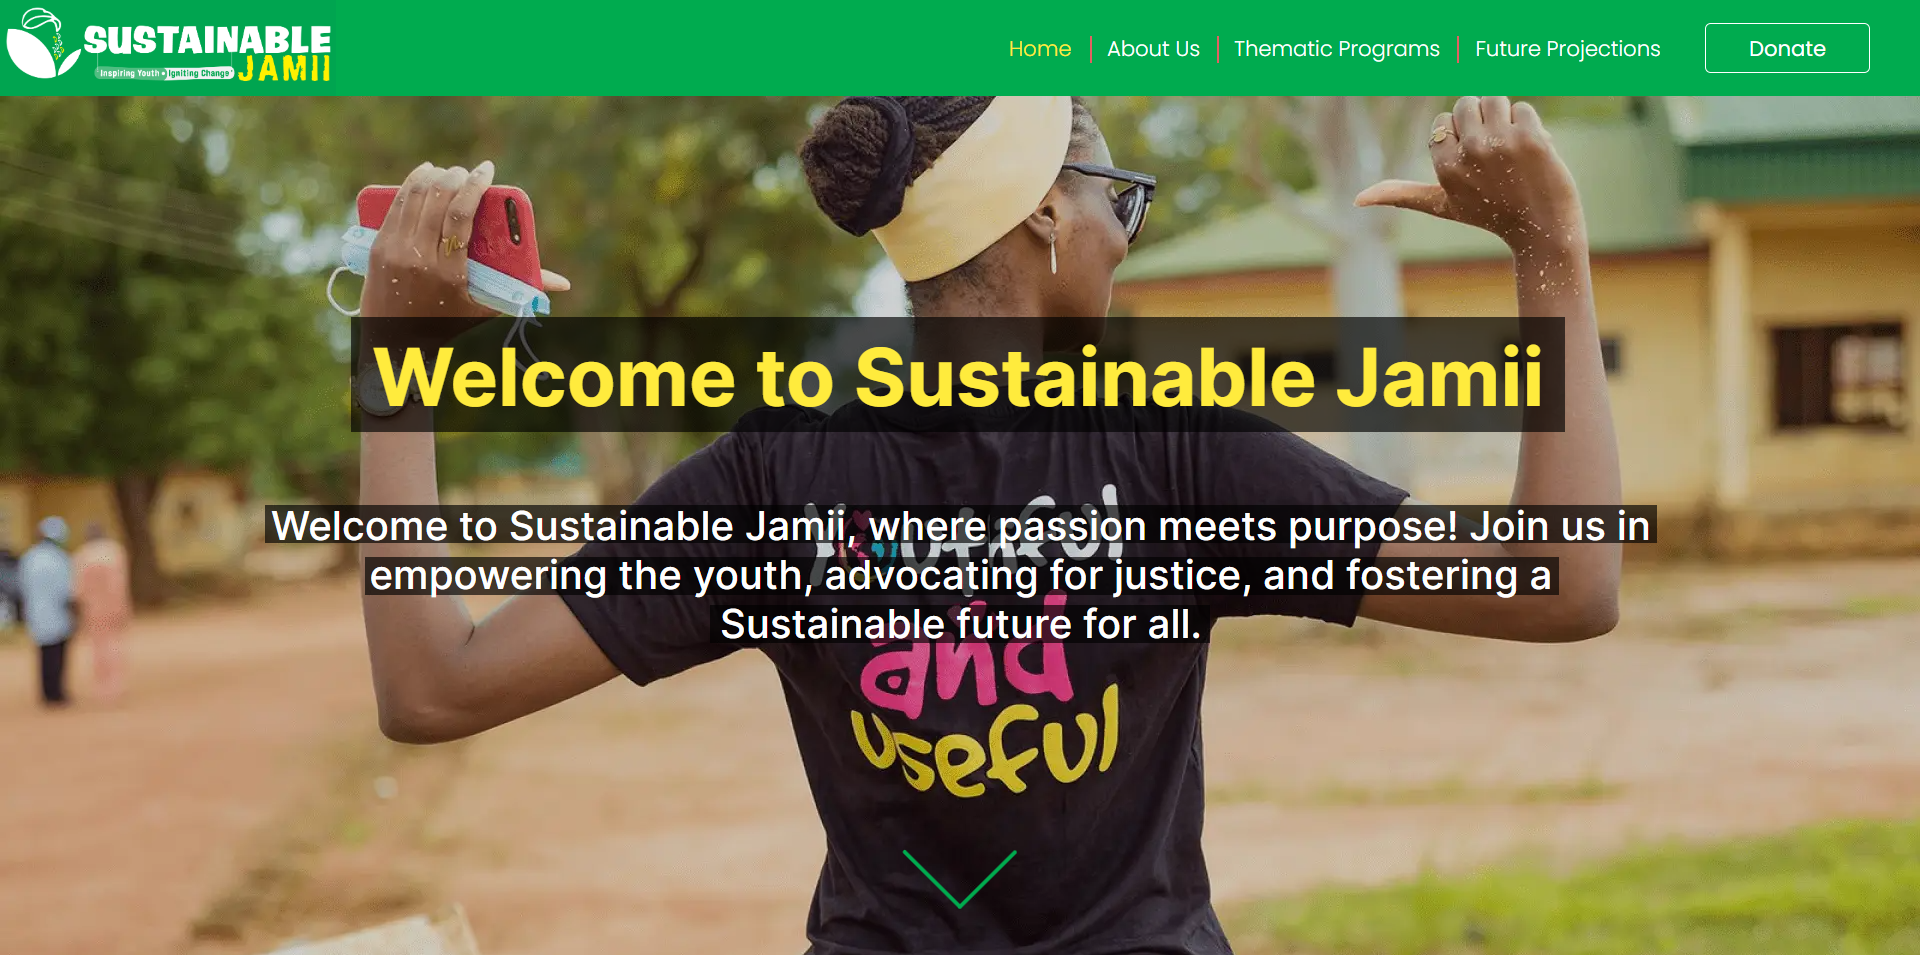 SUSTAINABLE
JAMII
Inspiring Youth • Igniting Change
Home
About Us
Thematic Programs
Future Projections
Donate
Welcome to Sustainable Jamii
Welcome to Sustainable Jamii, where passion meets purpose! Join us in
empowering the youth, advocating for justice, and fostering a
Sustainable future for all.
Youthful
and
useful